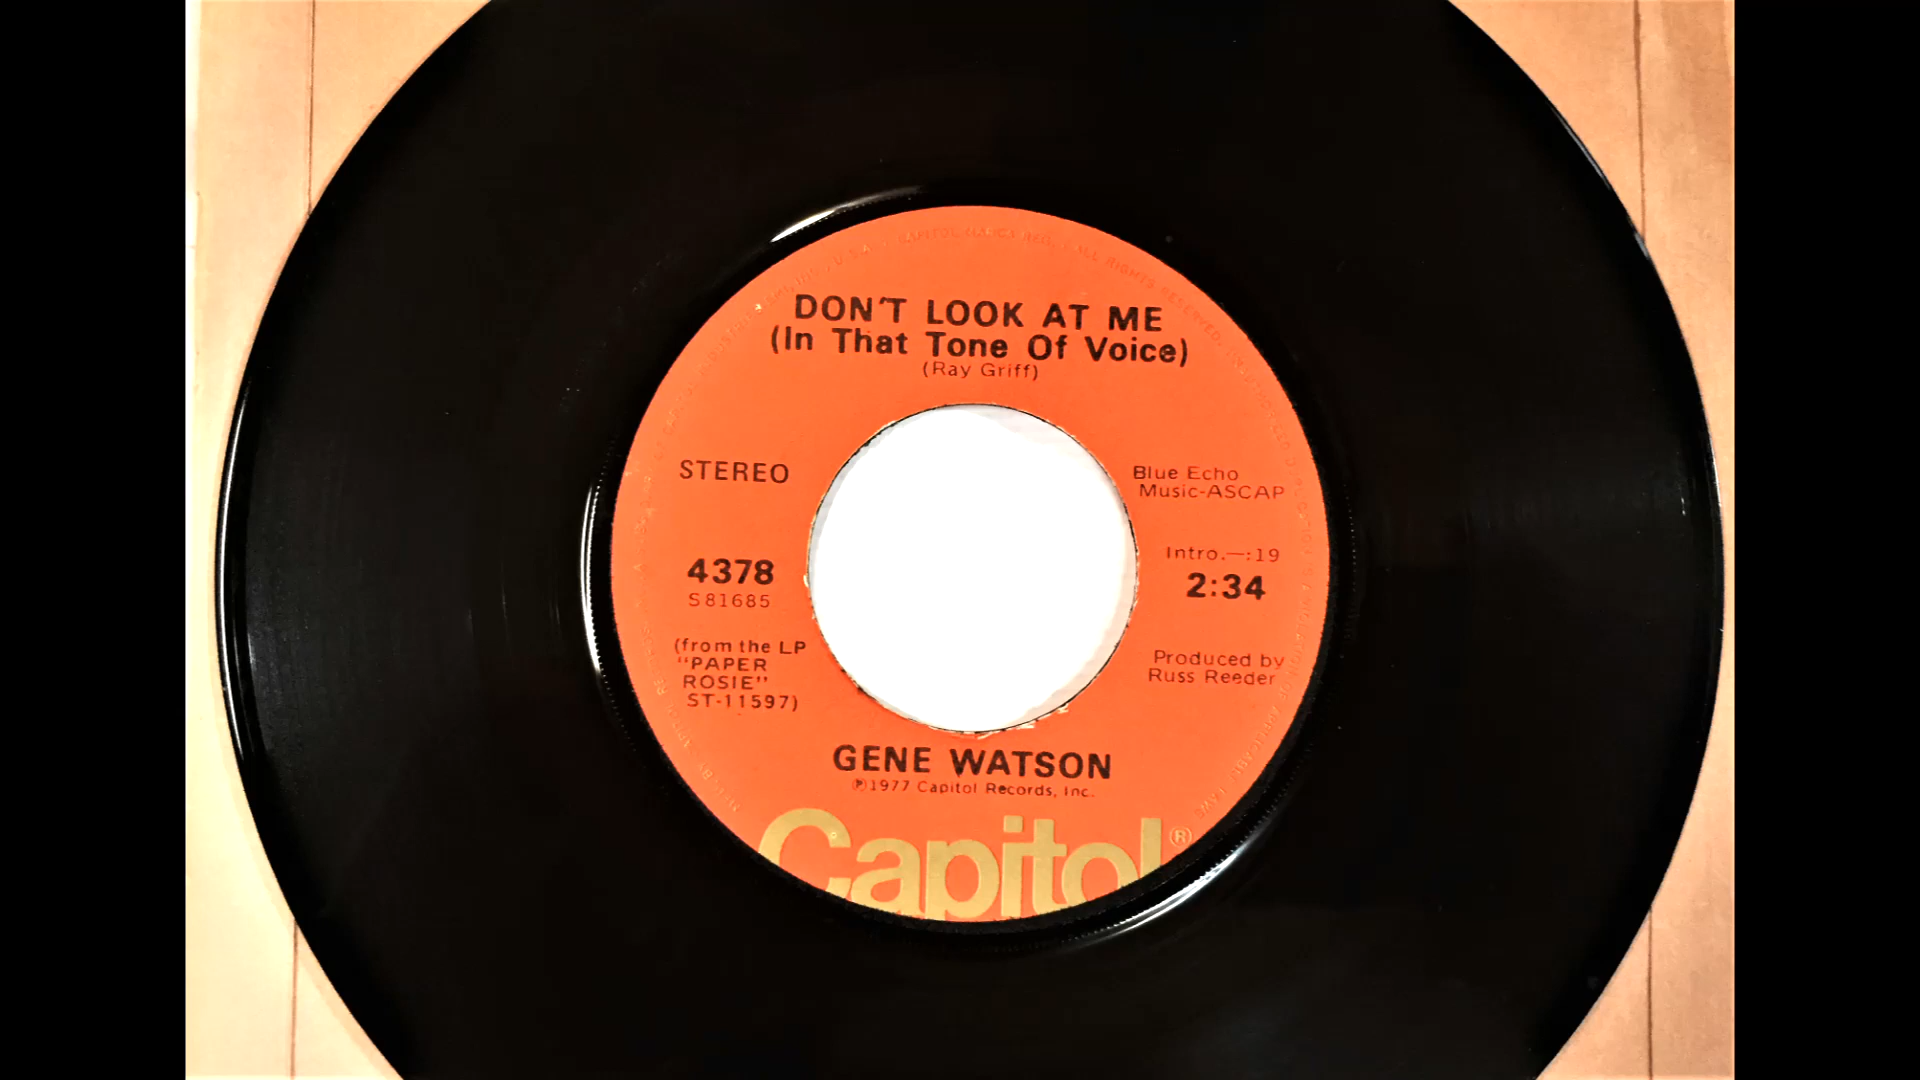 DON'T LOOK AT ME
(In That Tone Of Voice)
(Ray Griff)
STEREO
Blue Echo
Music-ASCAP
Intro.—:19
4378
2:34
S81685
(from the LP
"PAPER
ROSIE"
ST-11597)
Produced by
Russ Reeder
GENE WATSON
℗1977 Capitol Records, Inc.
Capitol®